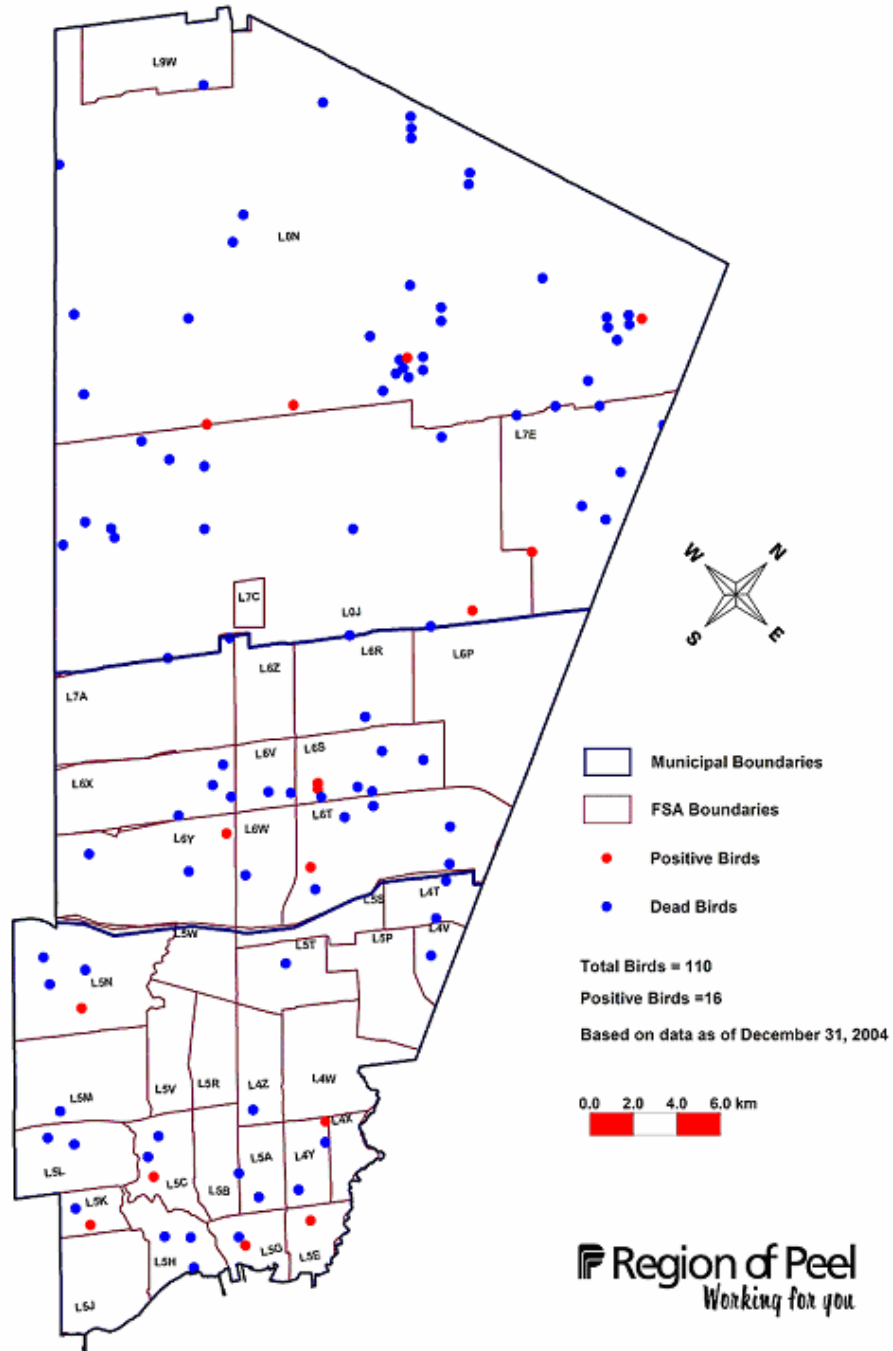 L9W
L0N
L7E
W
N
S
E
L7C
L0J
L6Z
L6R
L6P
L7A
L6V
L6S
L6X
L6Y
L6W
L6T
Municipal Boundaries
FSA Boundaries
Positive Birds
Dead Birds
L5S
L4T
L5W
L5T
L5P
L4V
L5N
Total Birds = 110
Positive Birds =16
Based on data as of December 31, 2004
L5M
L5V
L5R
L4Z
L4W
0.0 2.0 4.0 6.0 km
L4X
L5L
L5C
L5B
L5A
L4Y
L5K
L5H
L5G
L5E
L5J
Region of Peel
Working for you